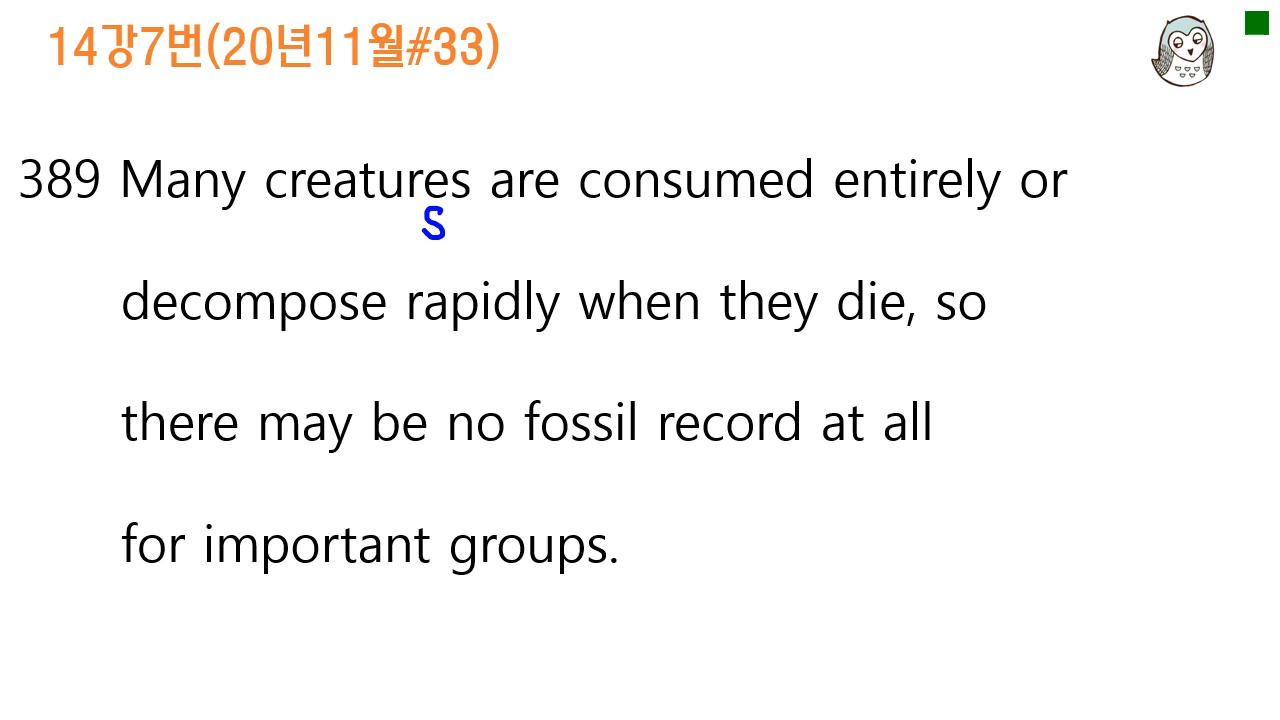 14강7번(20년11월#33)
389 Many creatures are consumed entirely or
S
decompose rapidly when they die, so
there may be no fossil record at all
for important groups.